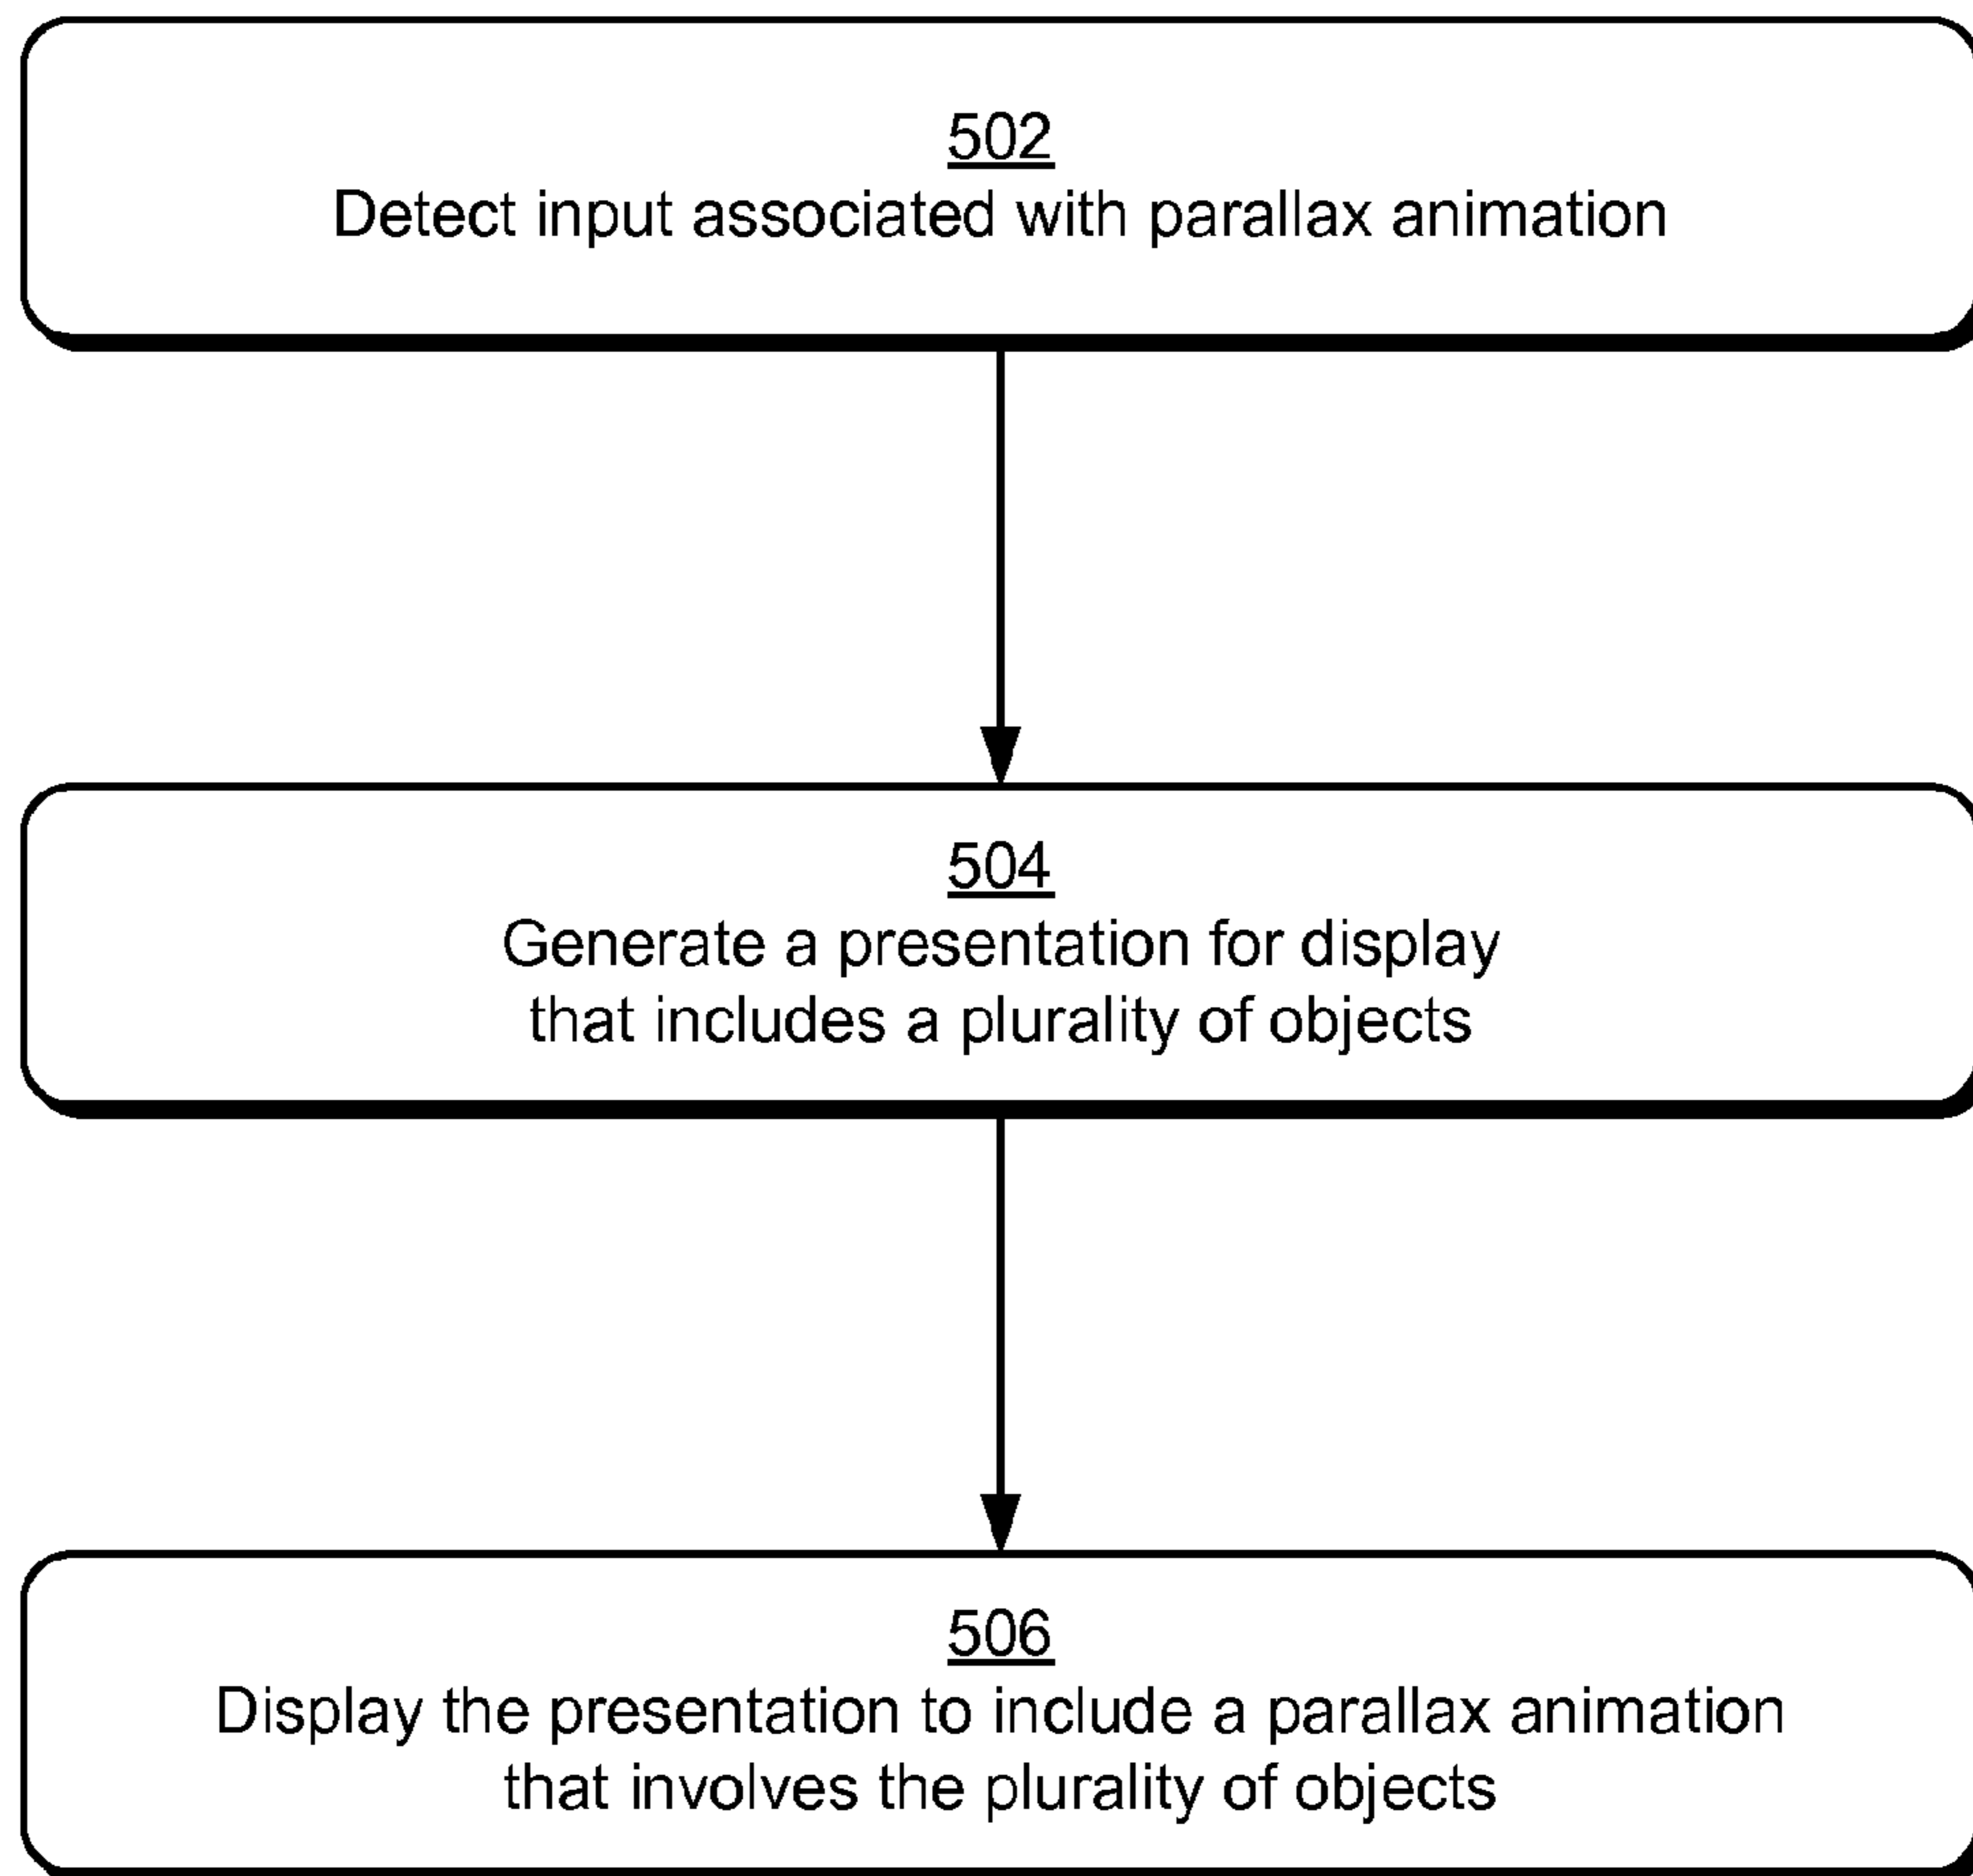 502
Detect input associated with parallax animation
504
Generate a presentation for display
that includes a plurality of objects
506
Display the presentation to include a parallax animation
that involves the plurality of objects